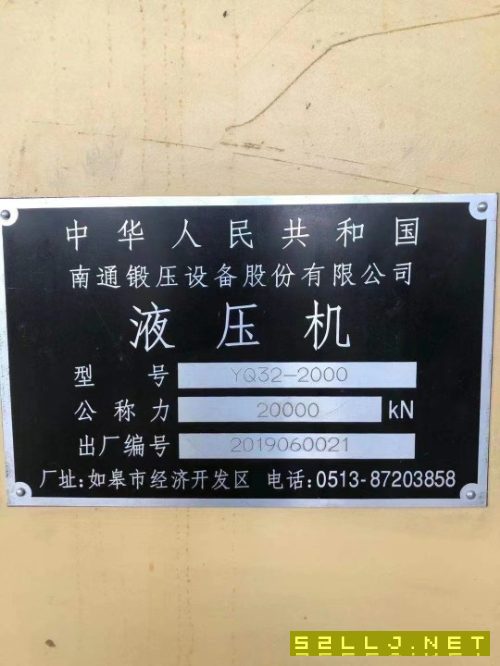 中华人民共和国
南通锻压设备股份有限公司
液压机
型号 YQ32-2000
公称力 20000 kN
出厂编号 2019060021
厂址:如皋市经济开发区 电话:0513-87203858
52LLJ.NET